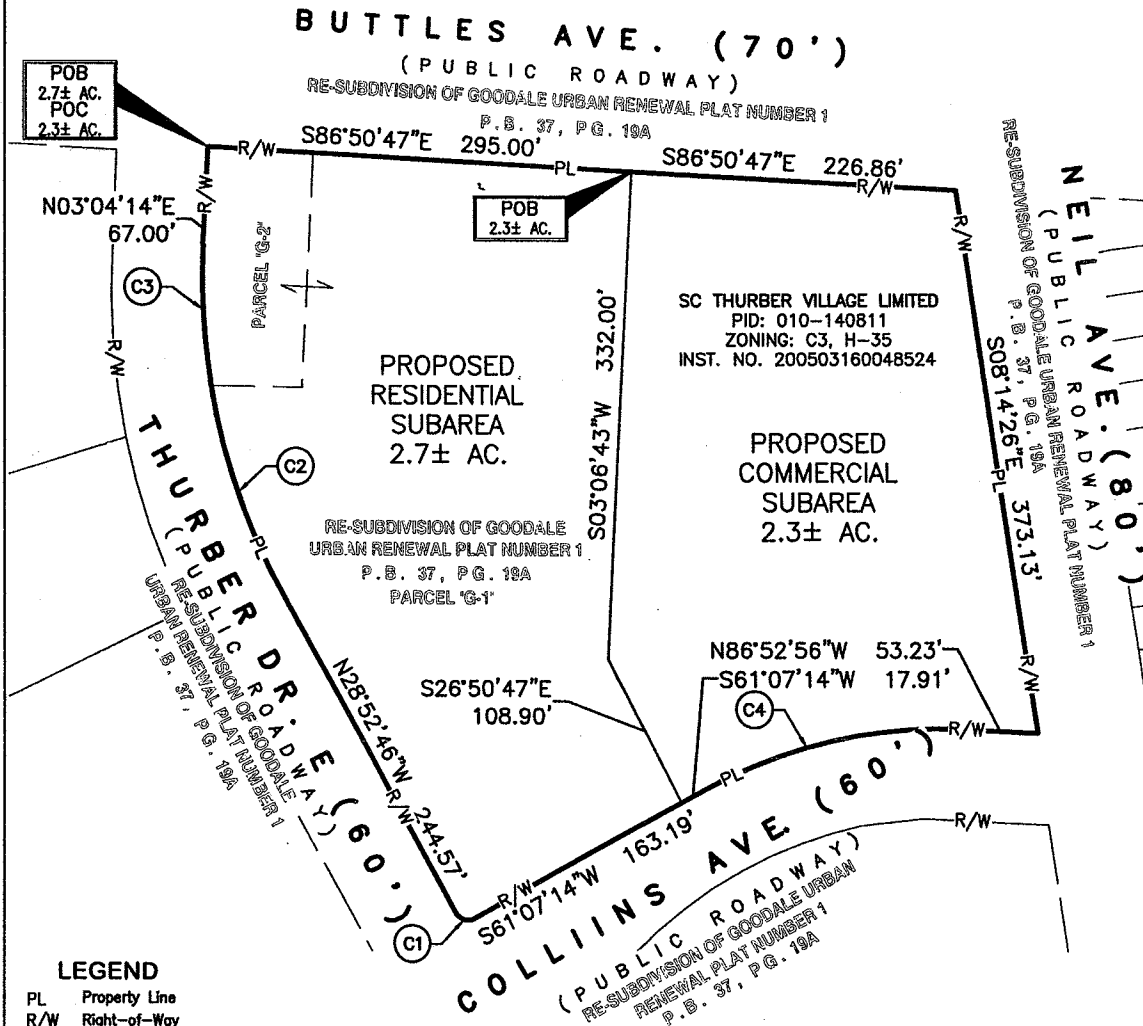 BUTTLES AVE. (70')
(PUBLIC ROADWAY)
RE-SUBDIVISION OF GOODALE URBAN RENEWAL PLAT NUMBER 1
P.B. 37, PG. 19A
POB
2.7± AC.
POC
2.3± AC.
R/W
S86°50'47"E 295.00'
PL
S86°50'47"E 226.86'
R/W
POB
2.3± AC.
N03°04'14"E
67.00'
R/W
C3
PARCEL "G-2"
R/W
PROPOSED
RESIDENTIAL
SUBAREA
2.7± AC.
S03°06'43"W 332.00'
SC THURBER VILLAGE LIMITED
PID: 010-140811
ZONING: C3, H-35
INST. NO. 200503160048524
PROPOSED
COMMERCIAL
SUBAREA
2.3± AC.
R/W
S08°14'26"E 373.13'
PL
R/W
NEIL AVE. (80')
(PUBLIC ROADWAY)
RE-SUBDIVISION OF GOODALE URBAN RENEWAL PLAT NUMBER 1
P.B. 37, PG. 19A
C2
PL
RE-SUBDIVISION OF GOODALE
URBAN RENEWAL PLAT NUMBER 1
P.B. 37, PG. 19A
PARCEL "G-1"
THURBER DR. E (60')
(PUBLIC ROADWAY)
RE-SUBDIVISION OF GOODALE
URBAN RENEWAL PLAT NUMBER 1
P.B. 37, PG. 19A
N28°52'46"W 244.57'
R/W
S26°50'47"E
108.90'
N86°52'56"W 53.23'
S61°07'14"W 17.91'
C4
R/W
PL
C1
R/W
S61°07'14"W 163.19'
COLLIINS AVE. (60')
(PUBLIC ROADWAY)
RE-SUBDIVISION OF GOODALE URBAN
RENEWAL PLAT NUMBER 1
P.B. 37, PG. 19A
R/W
LEGEND
PL Property Line
R/W Right-of-Way